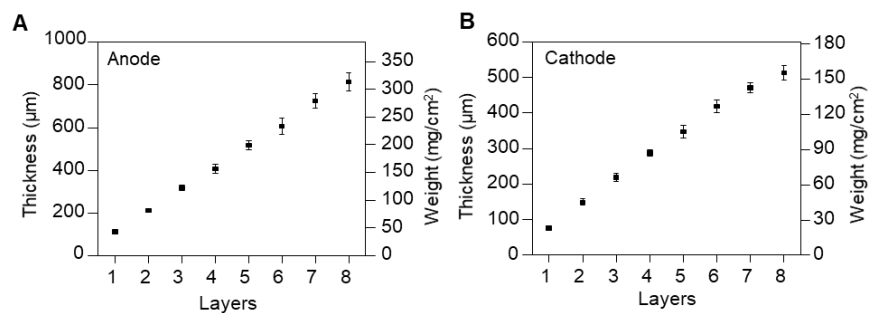 A
Anode
Thickness (µm)
1000
800
600
400
200
0
350
300
250
200
150
100
50
0
Weight (mg/cm²)
1 2 3 4 5 6 7 8
Layers
B
Cathode
Thickness (µm)
600
500
400
300
200
100
0
180
150
120
90
60
30
0
Weight (mg/cm²)
1 2 3 4 5 6 7 8
Layers